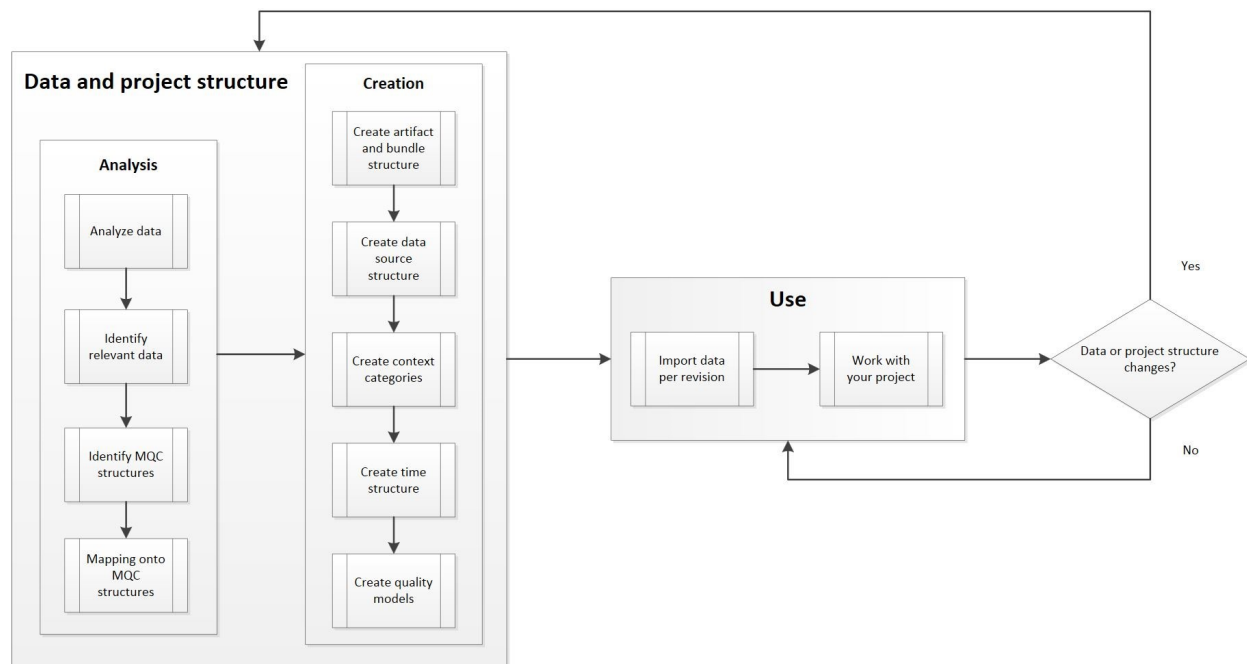 Data and project structure
Analysis
Analyze data
Identify
relevant data
Identify MQC
structures
Mapping onto
MQC
structures
Creation
Create artifact
and bundle
structure
Create data
source
structure
Create context
categories
Create time
structure
Create quality
models
Use
Import data
per revision
Work with
your project
Data or project structure
changes?
Yes
No